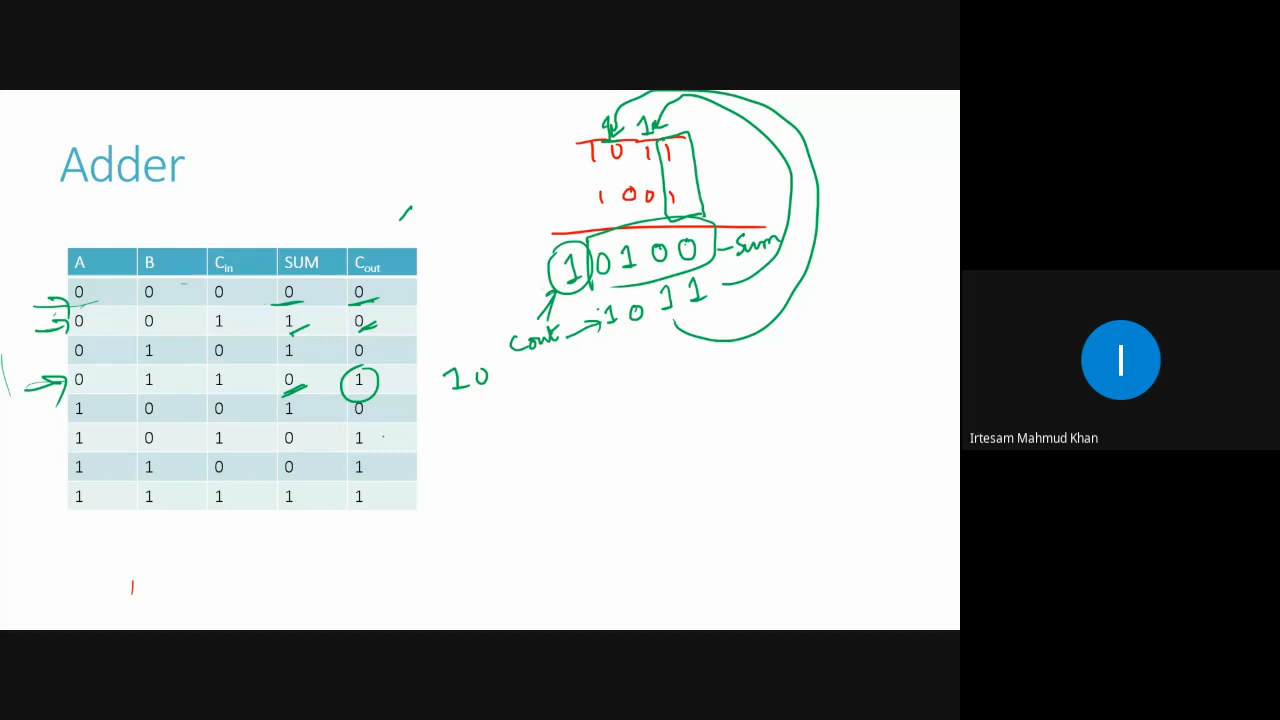 Adder
A B Cin SUM Cout
0 0 0 0 0
0 0 1 1 0
0 1 0 1 0
0 1 1 0 1
1 0 0 1 0
1 0 1 0 1
1 1 0 0 1
1 1 1 1 1
1
1 0 1 1
1 0 0 1
1 0 1 0 0 - Sum
Cout → 1 0 1 1
1 0
I
Irtesam Mahmud Khan